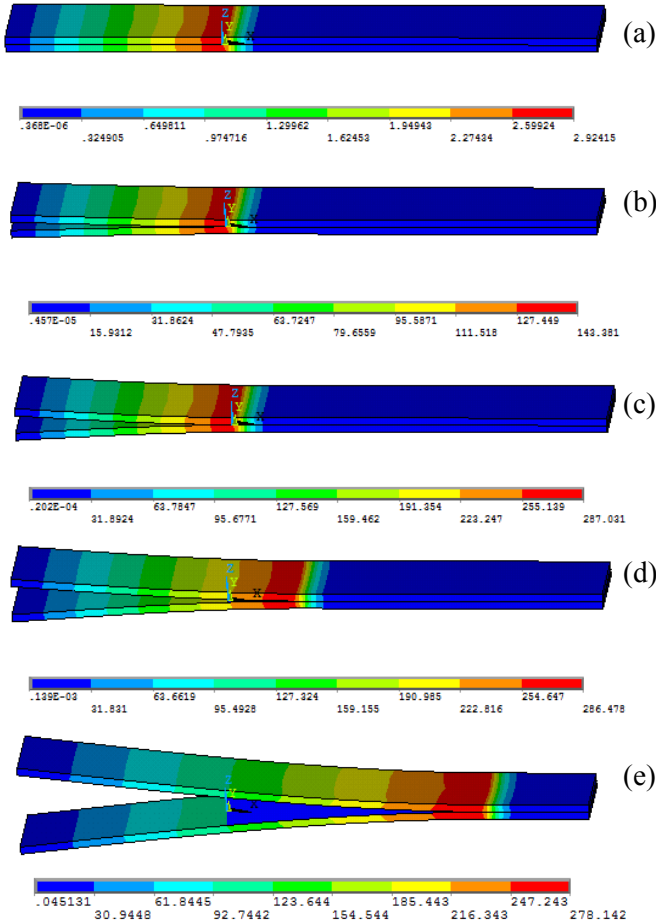 Z
Y
X
(a)
.368E-06 .649811 1.29962 1.94943 2.59924
.324905 .974716 1.62453 2.27434 2.92415
Z
Y
X
(b)
.457E-05 31.8624 63.7247 95.5871 127.449
15.9312 47.7935 79.6559 111.518 143.381
Z
Y
X
(c)
.202E-04 63.7847 127.569 191.354 255.139
31.8924 95.6771 159.462 223.247 287.031
Z
Y
X
(d)
.139E-03 63.6619 127.324 190.985 254.647
31.831 95.4928 159.155 222.816 286.478
Z
Y
X
(e)
.045131 61.8445 123.644 185.443 247.243
30.9448 92.7442 154.544 216.343 278.142